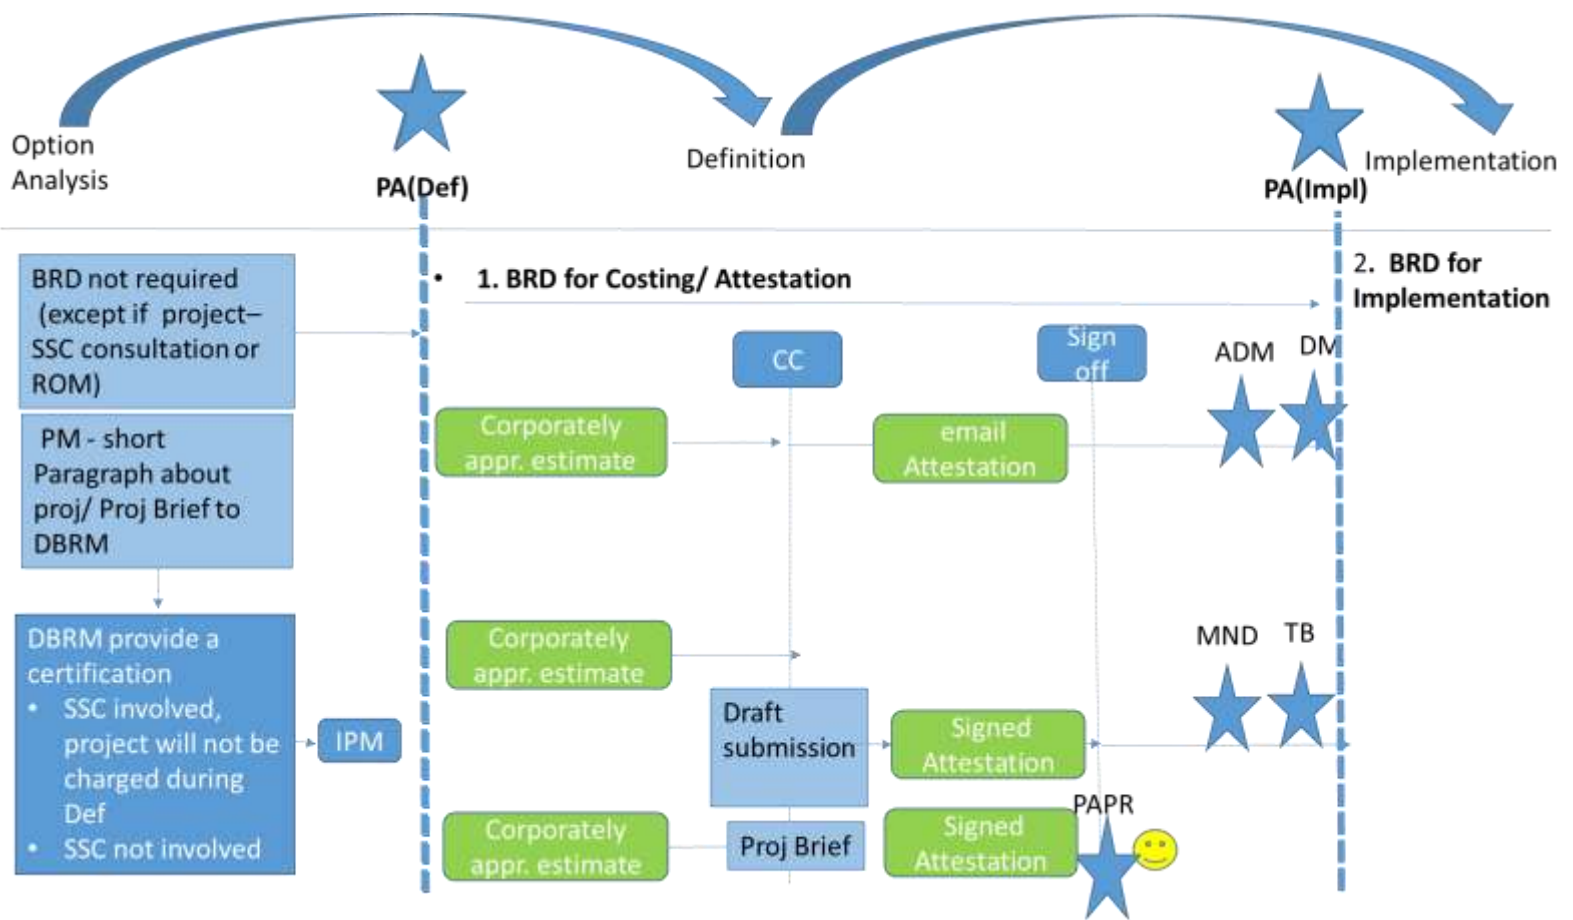 Option
Analysis
PA(Def)
Definition
PA(Impl)
Implementation
BRD not required
(except if project–
SSC consultation or
ROM)
PM - short
Paragraph about
proj/ Proj Brief to
DBRM
DBRM provide a
certification
• SSC involved,
project will not be
charged during
Def
• SSC not involved
IPM
• 1. BRD for Costing/ Attestation
2. BRD for
Implementation
CC
Sign
off
ADM
DM
Corporately
appr. estimate
email
Attestation
Corporately
appr. estimate
MND
TB
Draft
submission
Signed
Attestation
Corporately
appr. estimate
Proj Brief
Signed
Attestation
PAPR